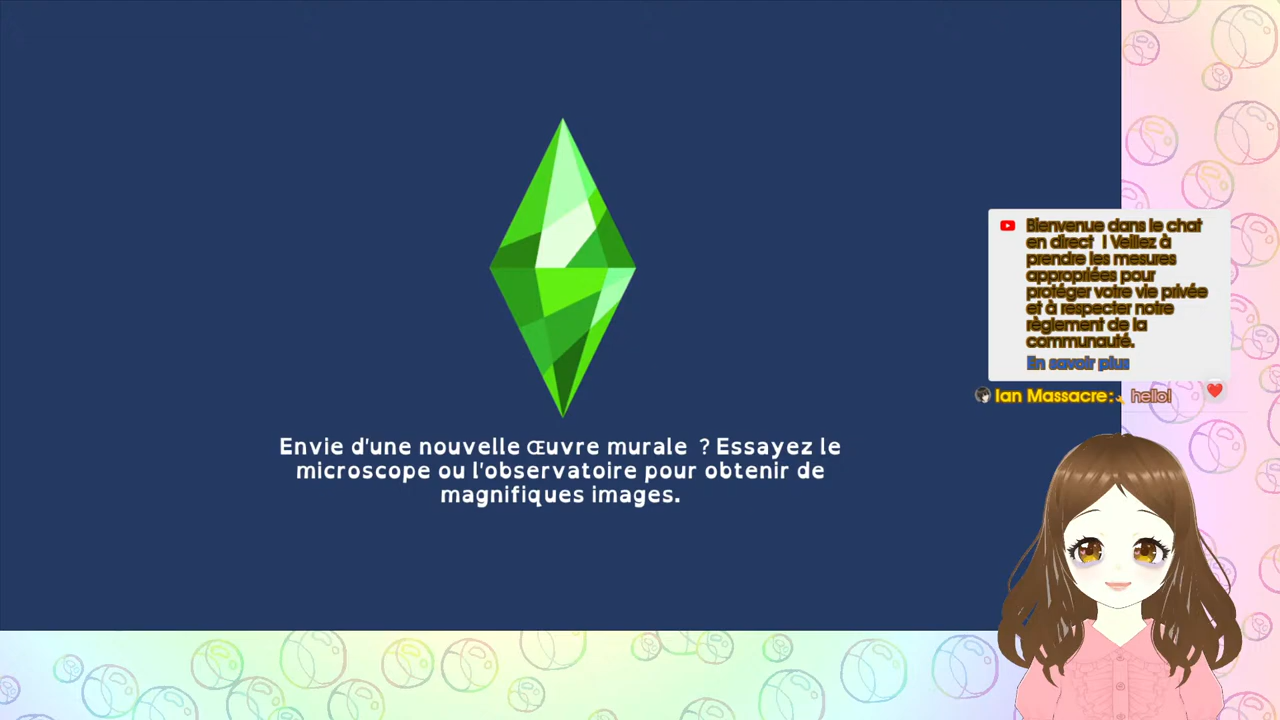 Bienvenue dans le chat
en direct ! Veillez à
prendre les mesures
appropriées pour
protéger votre vie privée
et à respecter notre
règlement de la
communauté.
En savoir plus
Ian Massacre: hello!
Envie d'une nouvelle Œuvre murale ? Essayez le
microscope ou l'observatoire pour obtenir de
magnifiques images.